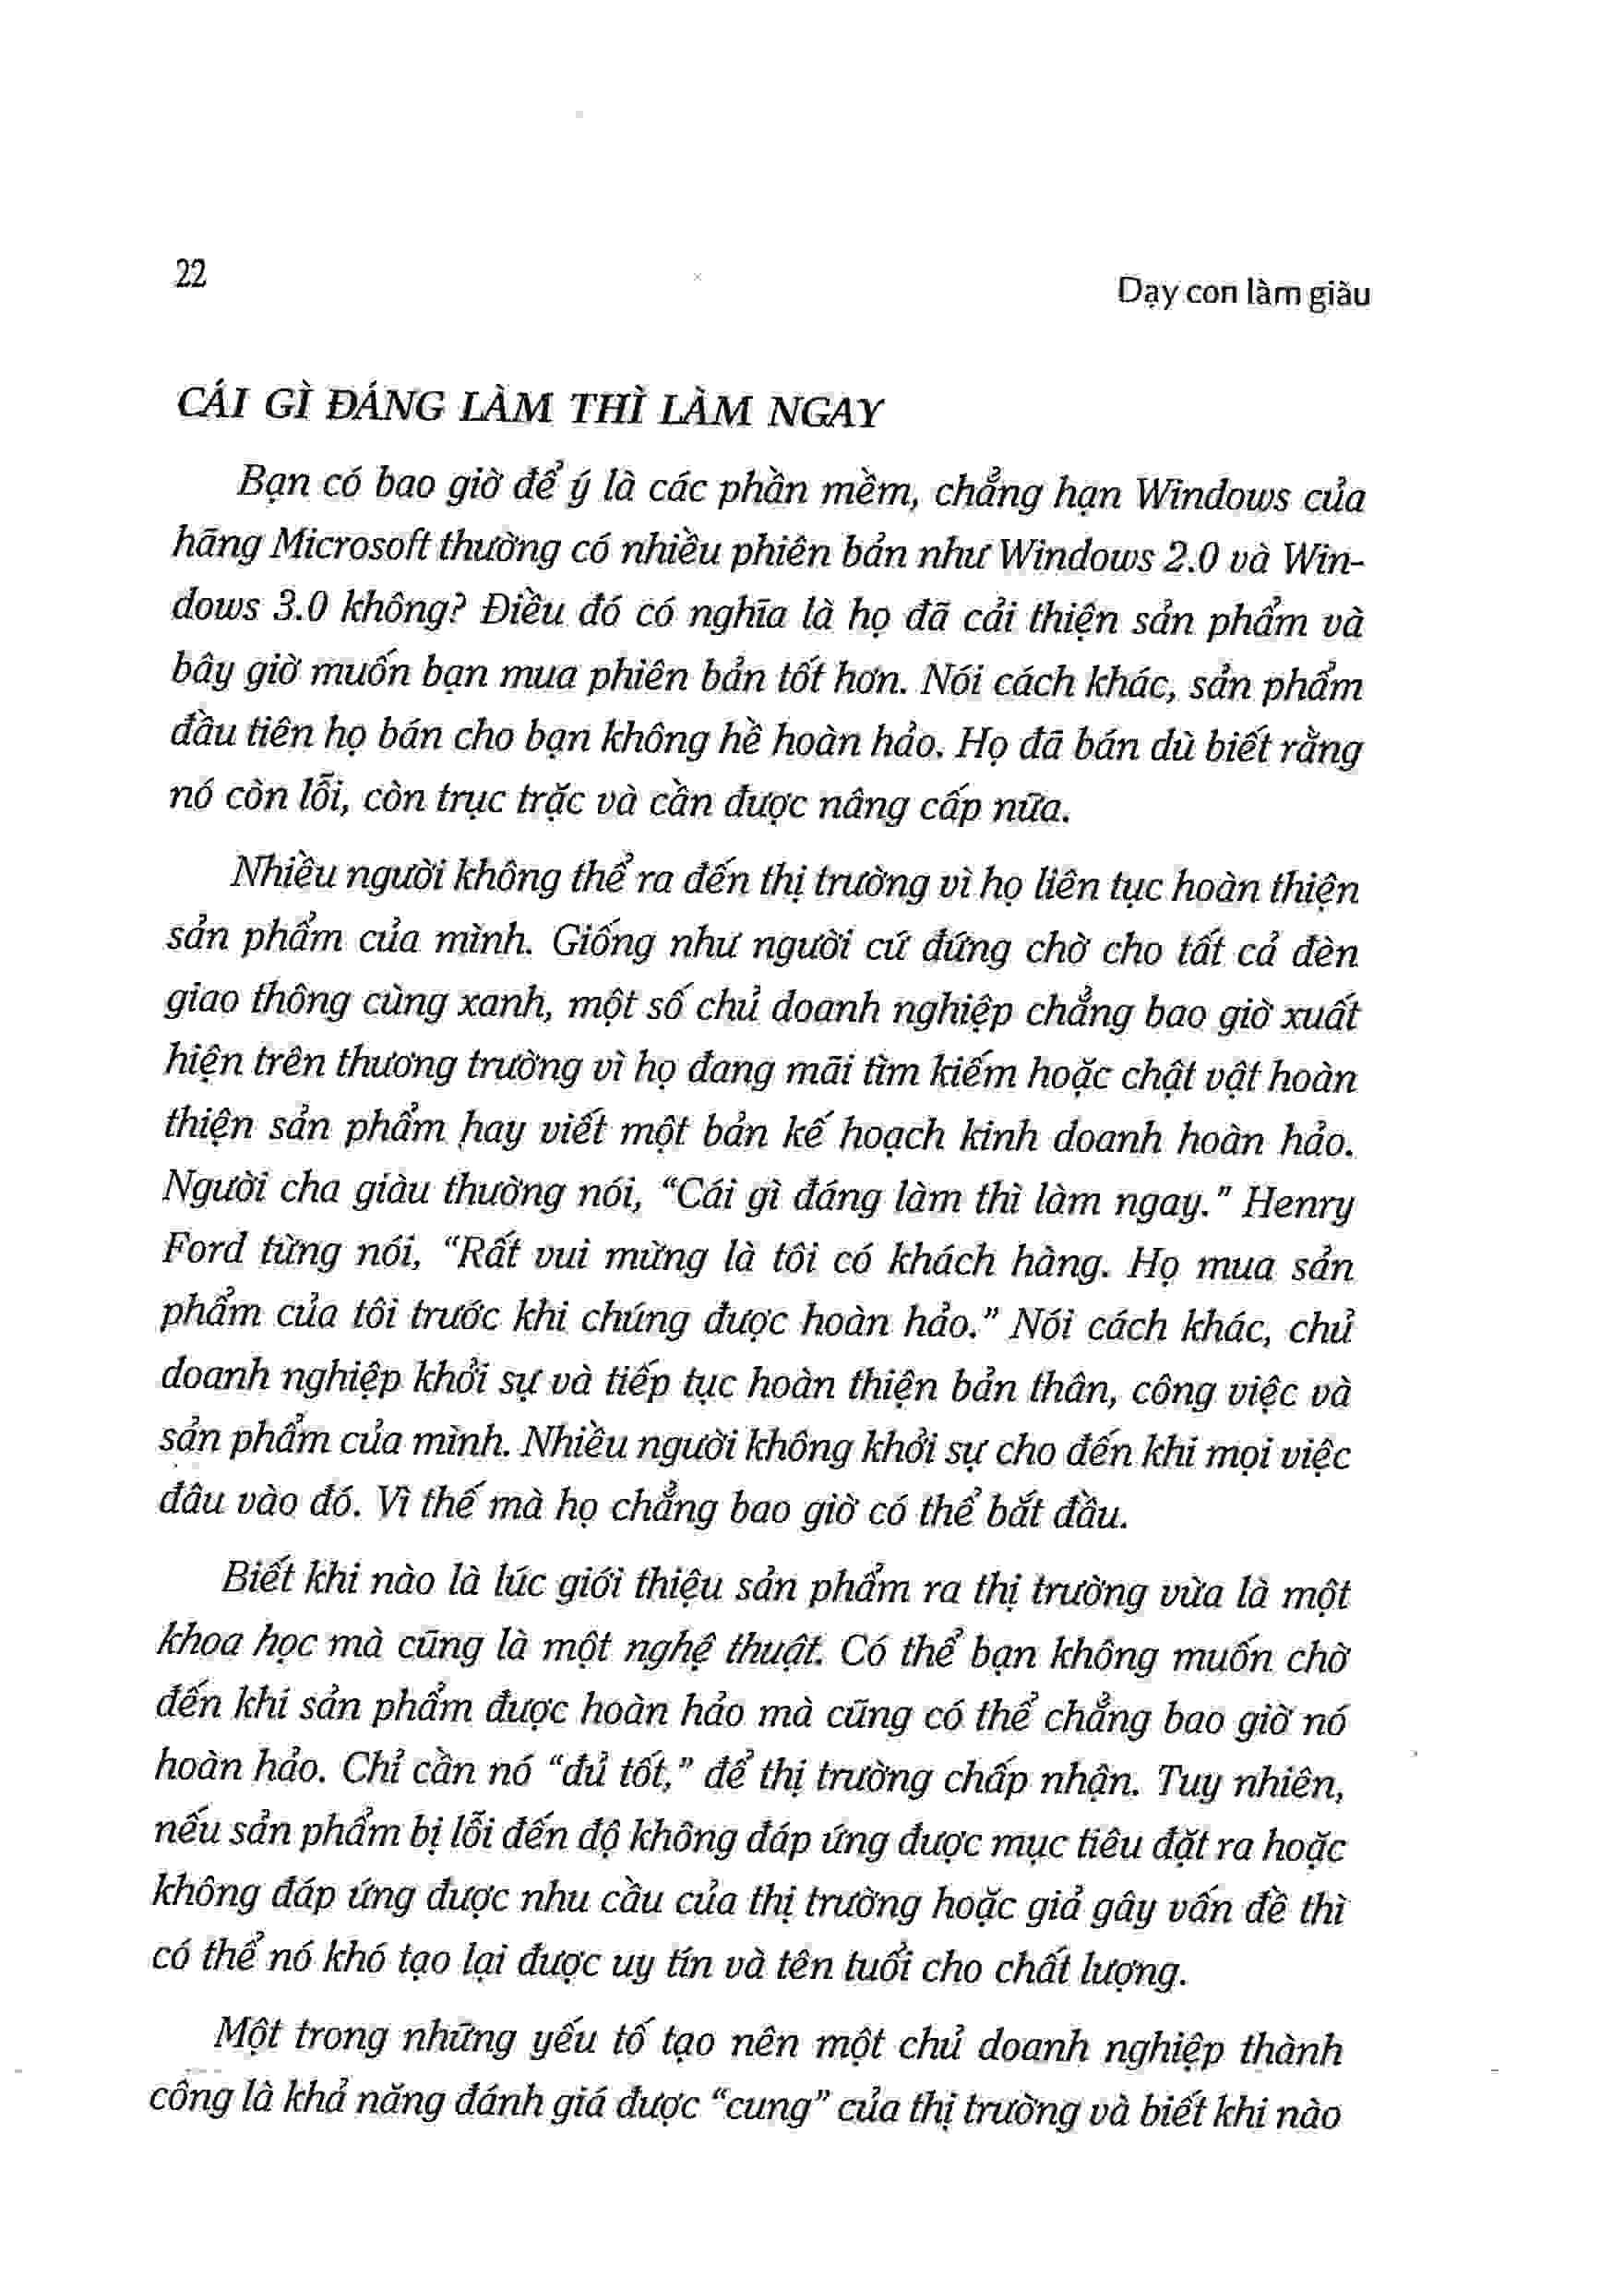 22
Dạy con làm giàu
CÁI GÌ ĐÁNG LÀM THÌ LÀM NGAY
Bạn có bao giờ để ý là các phần mềm, chẳng hạn Windows của
hãng Microsoft thường có nhiều phiên bản như Windows 2.0 và Win-
dows 3.0 không? Điều đó có nghĩa là họ đã cải thiện sản phẩm và
bây giờ muốn bạn mua phiên bản tốt hơn. Nói cách khác, sản phẩm
đầu tiên họ bán cho bạn không hề hoàn hảo. Họ đã bán dù biết rằng
nó còn lỗi, còn trục trặc và cần được nâng cấp nữa.
Nhiều người không thể ra đến thị trường vì họ liên tục hoàn thiện
sản phẩm của mình. Giống như người cứ đứng chờ cho tất cả đèn
giao thông cùng xanh, một số chủ doanh nghiệp chẳng bao giờ xuất
hiện trên thương trường vì họ đang mãi tìm kiếm hoặc chật vật hoàn
thiện sản phẩm hay viết một bản kế hoạch kinh doanh hoàn hảo.
Người cha giàu thường nói, “Cái gì đáng làm thì làm ngay.” Henry
Ford từng nói, “Rất vui mừng là tôi có khách hàng. Họ mua sản
phẩm của tôi trước khi chúng được hoàn hảo.” Nói cách khác, chủ
doanh nghiệp khởi sự và tiếp tục hoàn thiện bản thân, công việc và
sản phẩm của mình. Nhiều người không khởi sự cho đến khi mọi việc
đâu vào đó. Vì thế mà họ chẳng bao giờ có thể bắt đầu.
Biết khi nào là lúc giới thiệu sản phẩm ra thị trường vừa là một
khoa học mà cũng là một nghệ thuật. Có thể bạn không muốn chờ
đến khi sản phẩm được hoàn hảo mà cũng có thể chẳng bao giờ nó
hoàn hảo. Chỉ cần nó “đủ tốt,” để thị trường chấp nhận. Tuy nhiên,
nếu sản phẩm bị lỗi đến độ không đáp ứng được mục tiêu đặt ra hoặc
không đáp ứng được nhu cầu của thị trường hoặc giả gây vấn đề thì
có thể nó khó tạo lại được uy tín và tên tuổi cho chất lượng.
Một trong những yếu tố tạo nên một chủ doanh nghiệp thành
công là khả năng đánh giá được “cung” của thị trường và biết khi nào